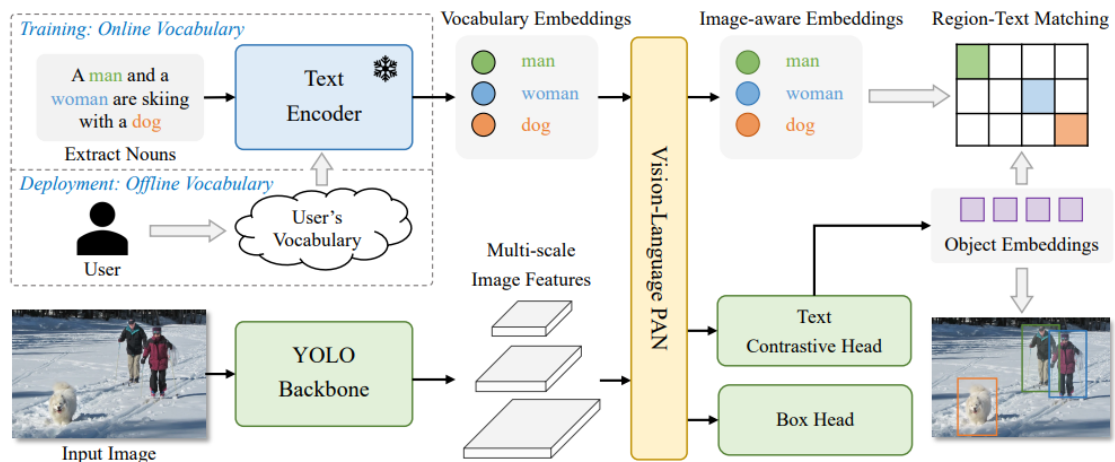 Training: Online Vocabulary
A man and a
woman are skiing
with a dog
Extract Nouns
Text
Encoder
Vocabulary Embeddings
man
woman
dog
Image-aware Embeddings
man
woman
dog
Region-Text Matching
Deployment: Offline Vocabulary
User
User's
Vocabulary
Multi-scale
Image Features
Vision-Language PAN
Object Embeddings
Text
Contrastive Head
YOLO
Backbone
Box Head
Input Image